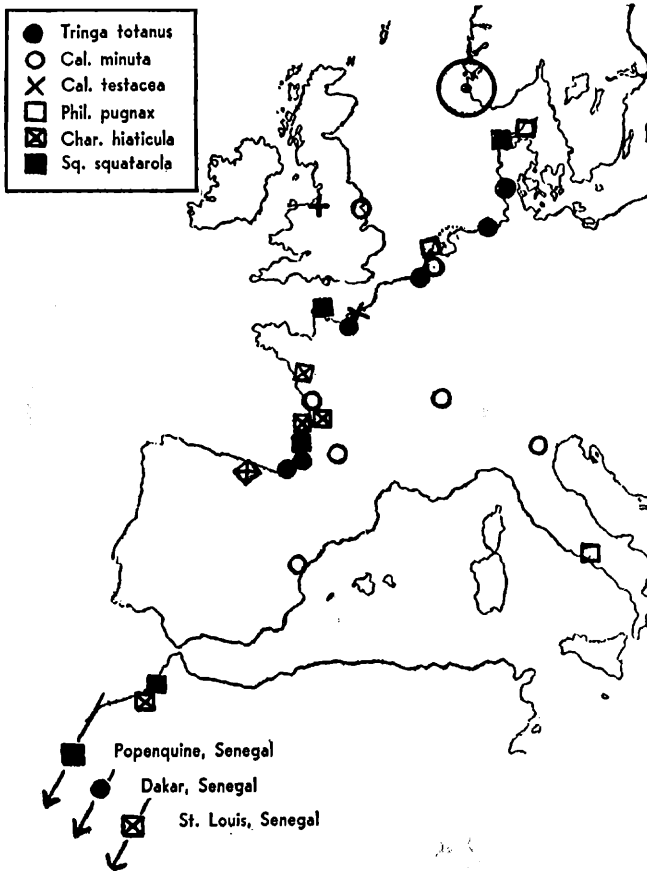 Tringa totanus
Cal. minuta
Cal. testacea
Phil. pugnax
Char. hiaticula
Sq. squatarola
Popenquine, Senegal
Dakar, Senegal
St. Louis, Senegal